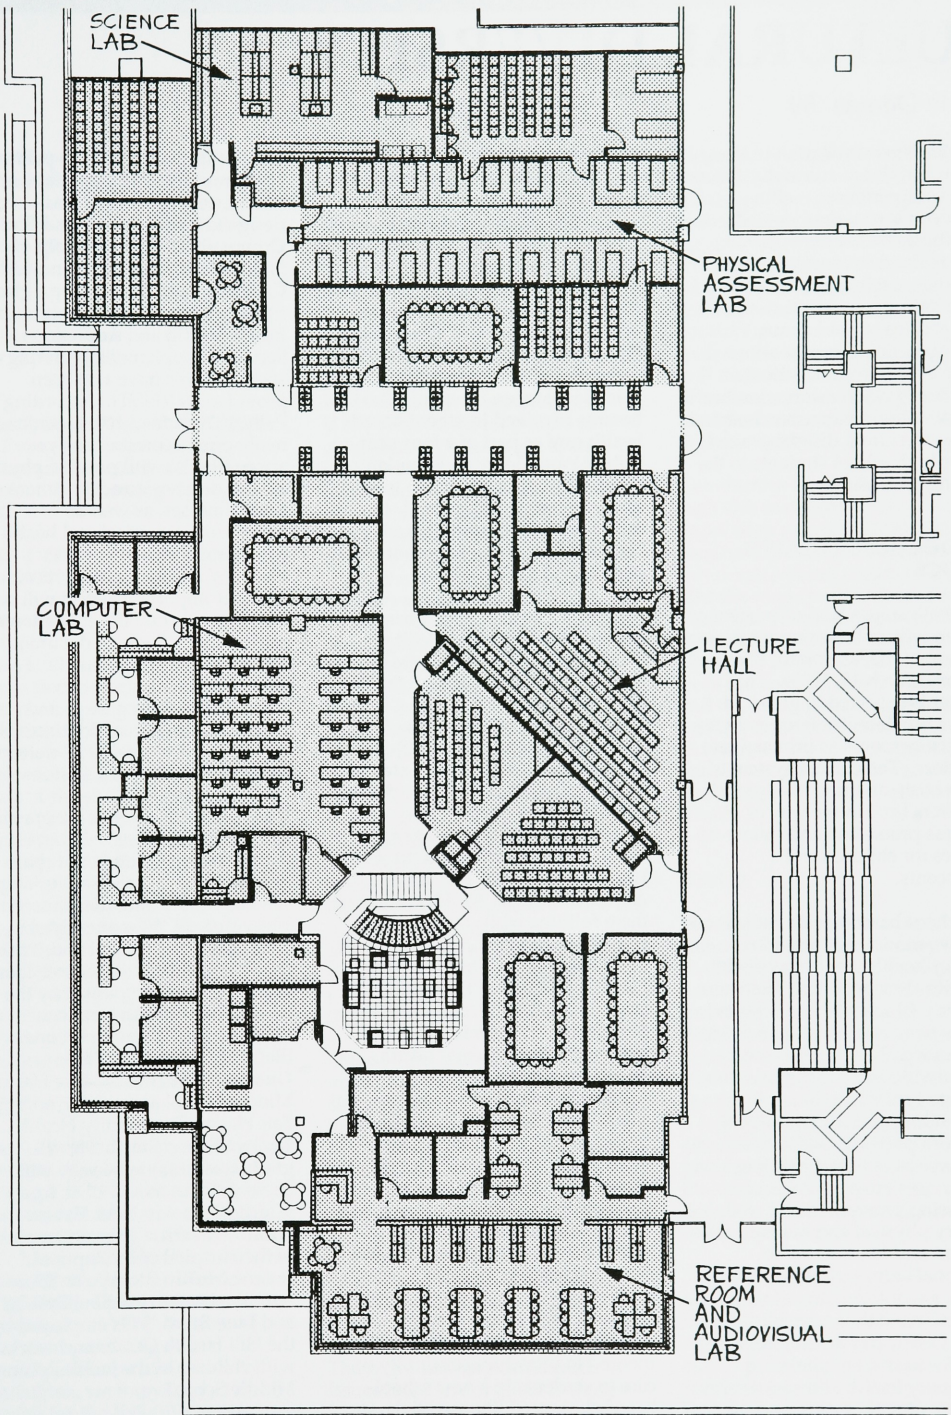 SCIENCE
LAB
PHYSICAL
ASSESSMENT
LAB
COMPUTER
LAB
LECTURE
HALL
REFERENCE
ROOM
AND
AUDIOVISUAL
LAB